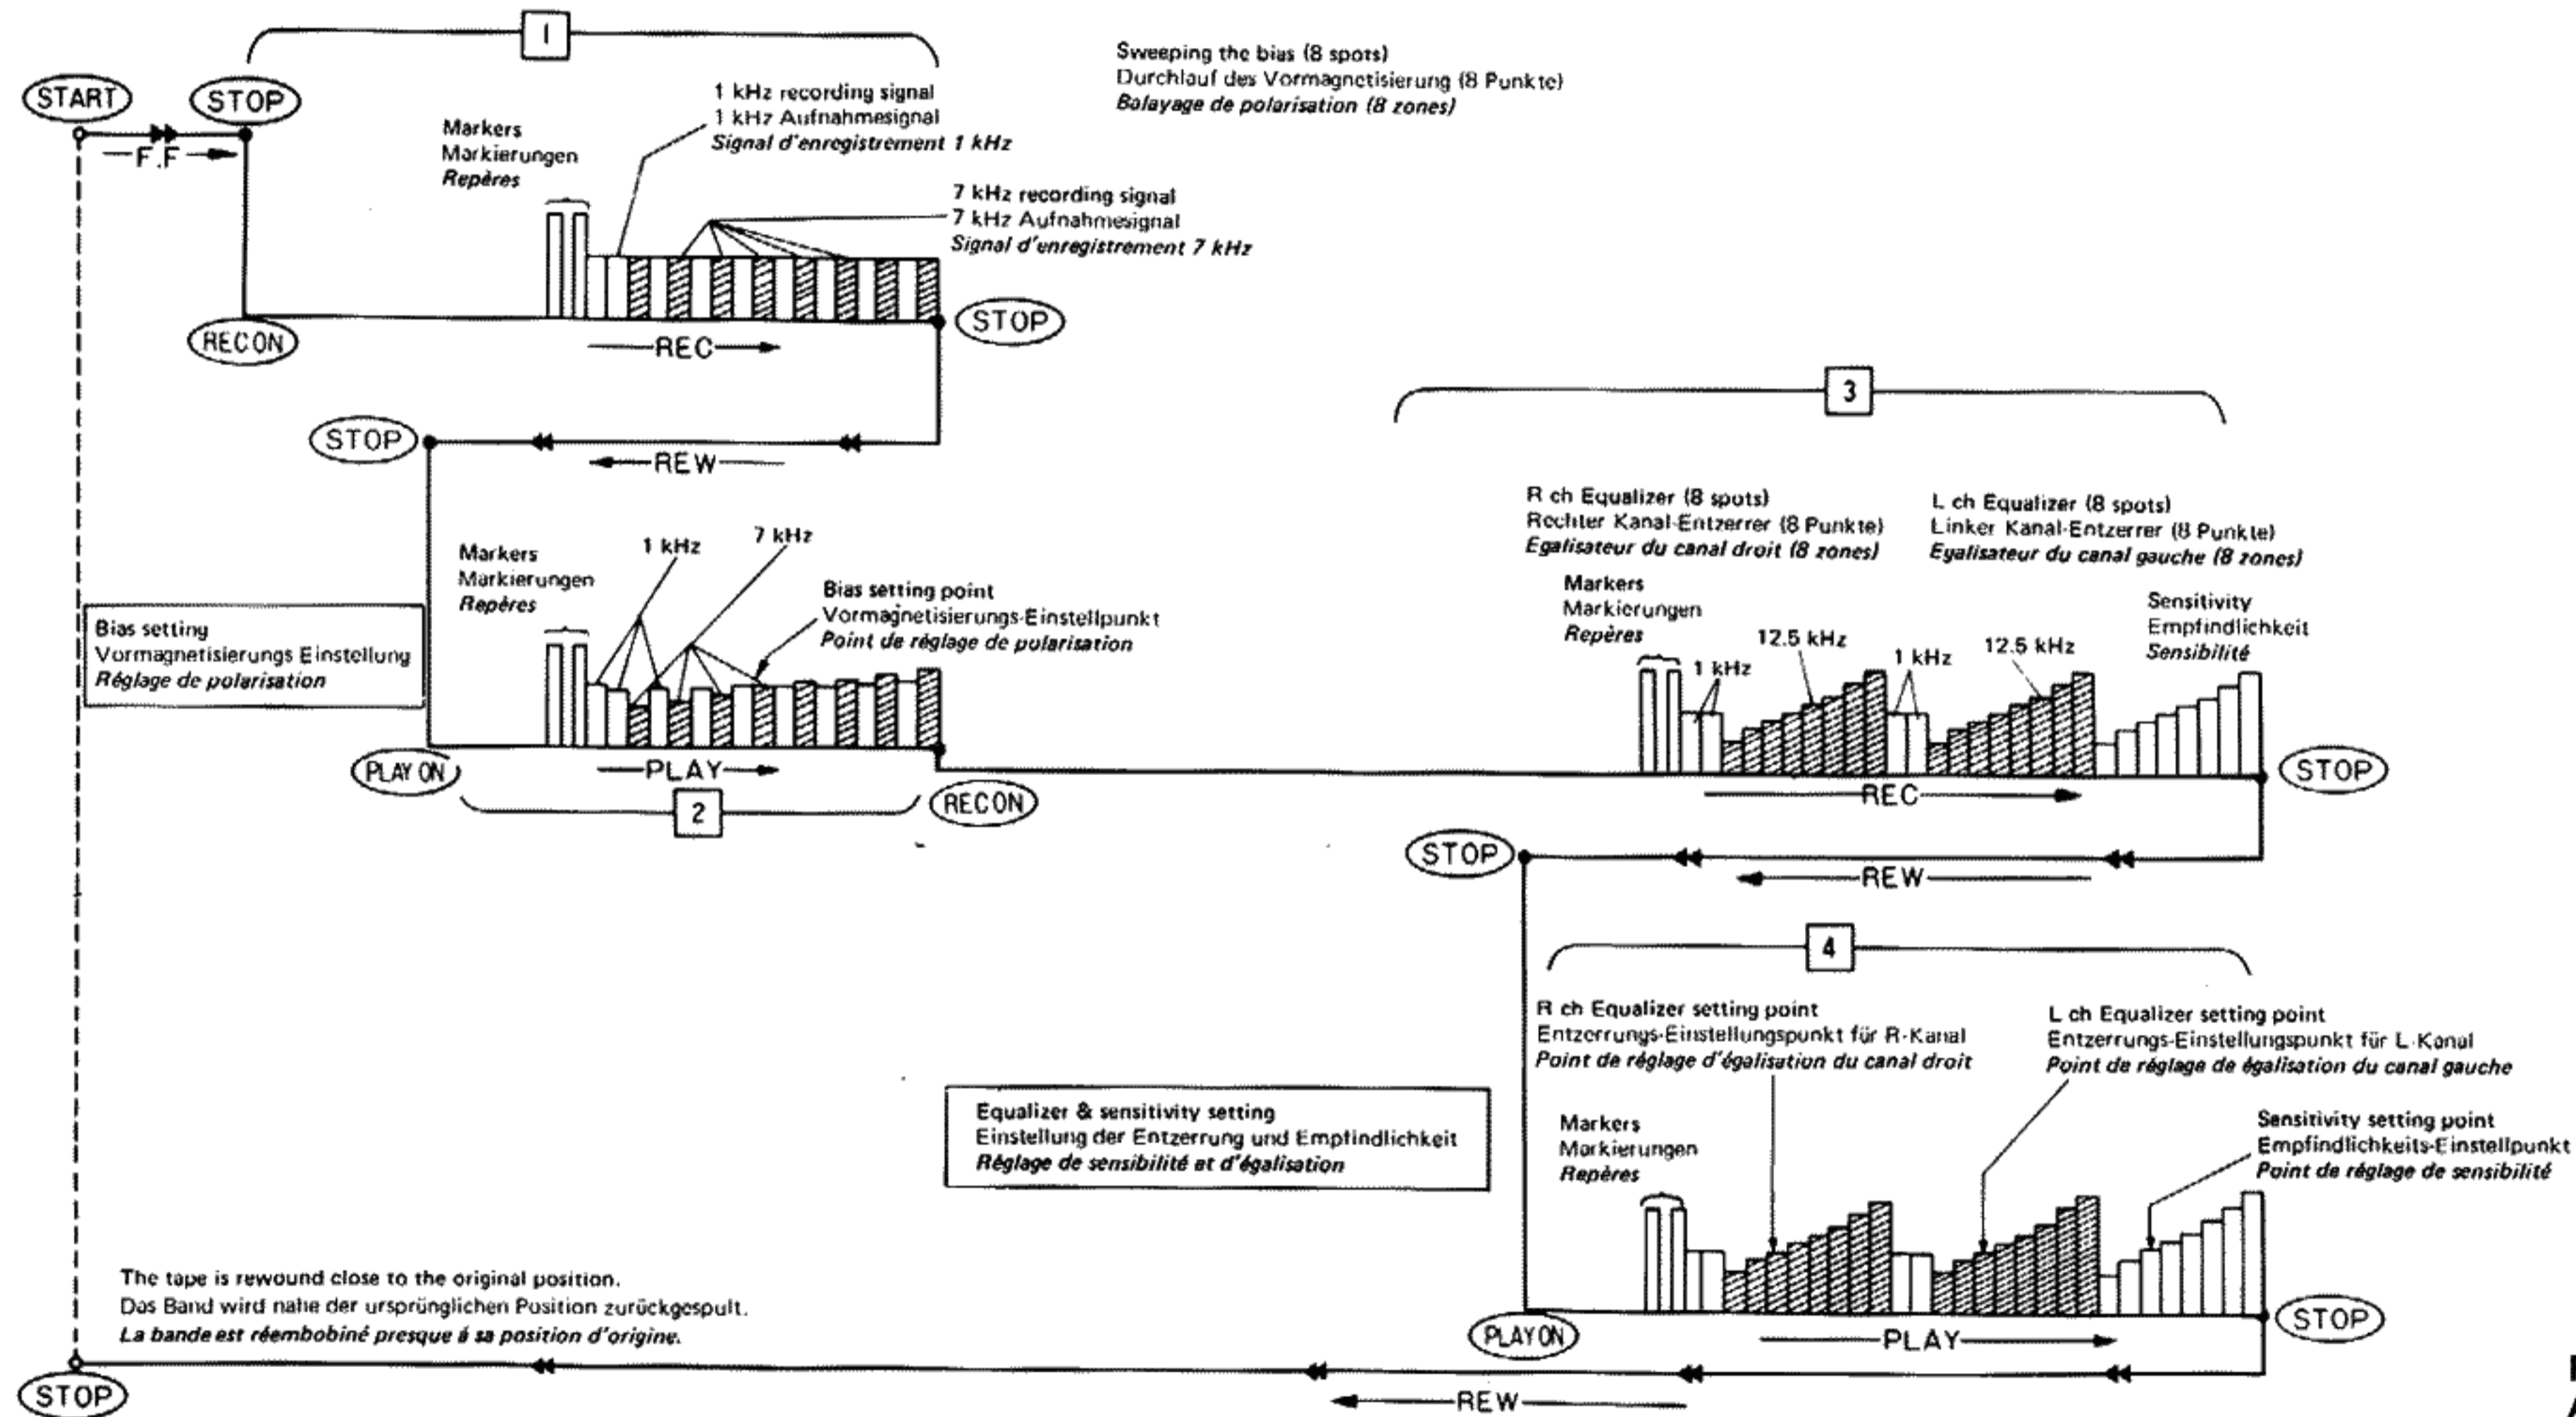 1
START
STOP
F.F
Sweeping the bias (8 spots)
Durchlauf des Vormagnetisierung (8 Punkte)
Balayage de polarisation (8 zones)
1 kHz recording signal
1 kHz Aufnahmesignal
Signal d'enregistrement 1 kHz
Markers
Markierungen
Repères
7 kHz recording signal
7 kHz Aufnahmesignal
Signal d'enregistrement 7 kHz
REC ON
REC
STOP
STOP
REW
3
R ch Equalizer (8 spots)
Rechter Kanal-Entzerrer (8 Punkte)
Egalisateur du canal droit (8 zones)
L ch Equalizer (8 spots)
Linker Kanal-Entzerrer (8 Punkte)
Egalisateur du canal gauche (8 zones)
Markers
Markierungen
Repères
1 kHz
7 kHz
Bias setting point
Vormagnetisierungs-Einstellpunkt
Point de réglage de polarisation
Bias setting
Vormagnetisierungs Einstellung
Réglage de polarisation
Markers
Markierungen
Repères
1 kHz
12.5 kHz
1 kHz
12.5 kHz
Sensitivity
Empfindlichkeit
Sensibilité
PLAY ON
PLAY
2
REC ON
REC
STOP
STOP
REW
4
R ch Equalizer setting point
Entzerrungs-Einstellungspunkt für R-Kanal
Point de réglage d'égalisation du canal droit
L ch Equalizer setting point
Entzerrungs-Einstellungspunkt für L-Kanal
Point de réglage de égalisation du canal gauche
Equalizer & sensitivity setting
Einstellung der Entzerrung und Empfindlichkeit
Réglage de sensibilité et d'égalisation
Markers
Markierungen
Repères
Sensitivity setting point
Empfindlichkeits-Einstellpunkt
Point de réglage de sensibilité
The tape is rewound close to the original position.
Das Band wird nahe der ursprünglichen Position zurückgespult.
La bande est réembobiné presque á sa position d'origine.
PLAY ON
PLAY
STOP
STOP
REW